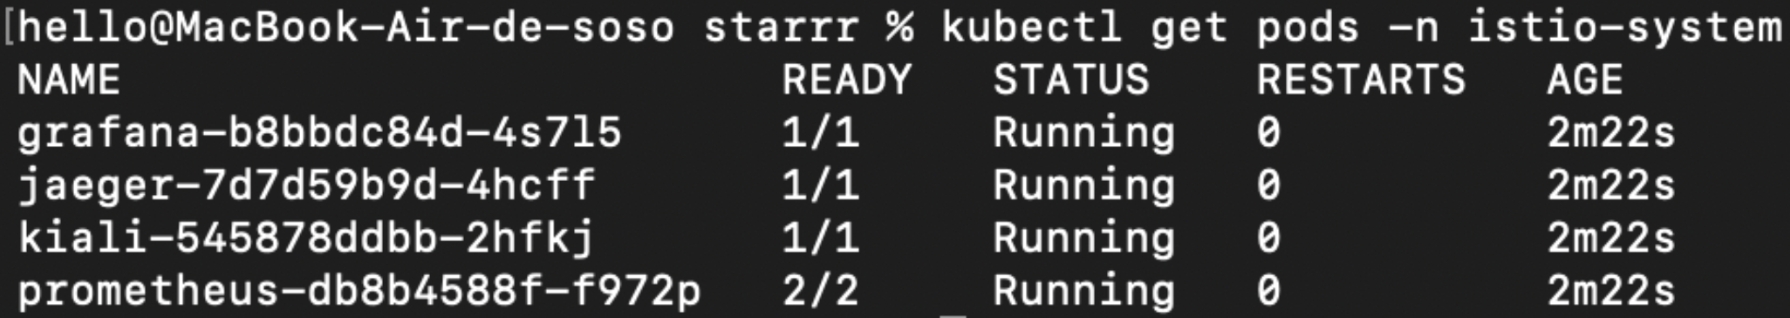 [hello@MacBook-Air-de-soso starrr % kubectl get pods -n istio-system
NAME READY STATUS RESTARTS AGE
grafana-b8bbdc84d-4s7l5 1/1 Running 0 2m22s
jaeger-7d7d59b9d-4hcff 1/1 Running 0 2m22s
kiali-545878ddbb-2hfkj 1/1 Running 0 2m22s
prometheus-db8b4588f-f972p 2/2 Running 0 2m22s